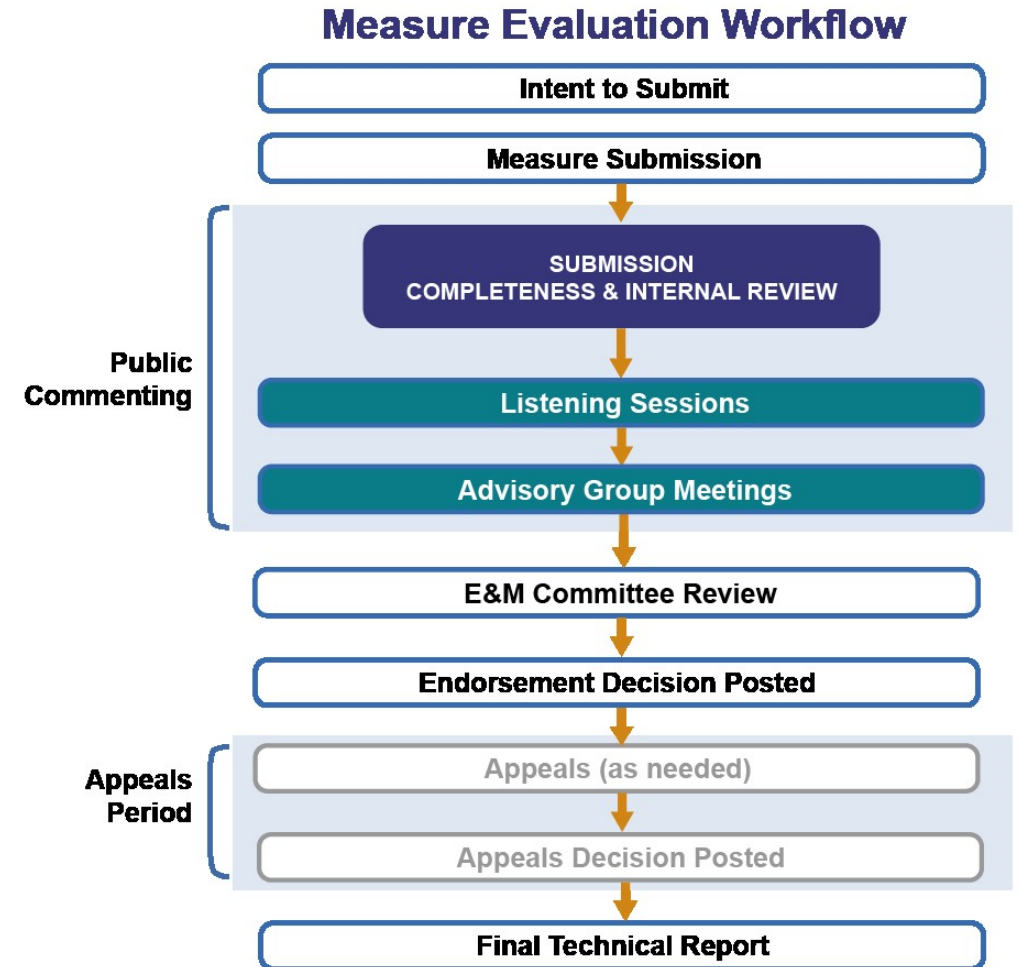 Measure Evaluation Workflow
Intent to Submit
Measure Submission
SUBMISSION
COMPLETENESS & INTERNAL REVIEW
Public
Commenting
Listening Sessions
Advisory Group Meetings
E&M Committee Review
Endorsement Decision Posted
Appeals
Period
Appeals (as needed)
Appeals Decision Posted
Final Technical Report